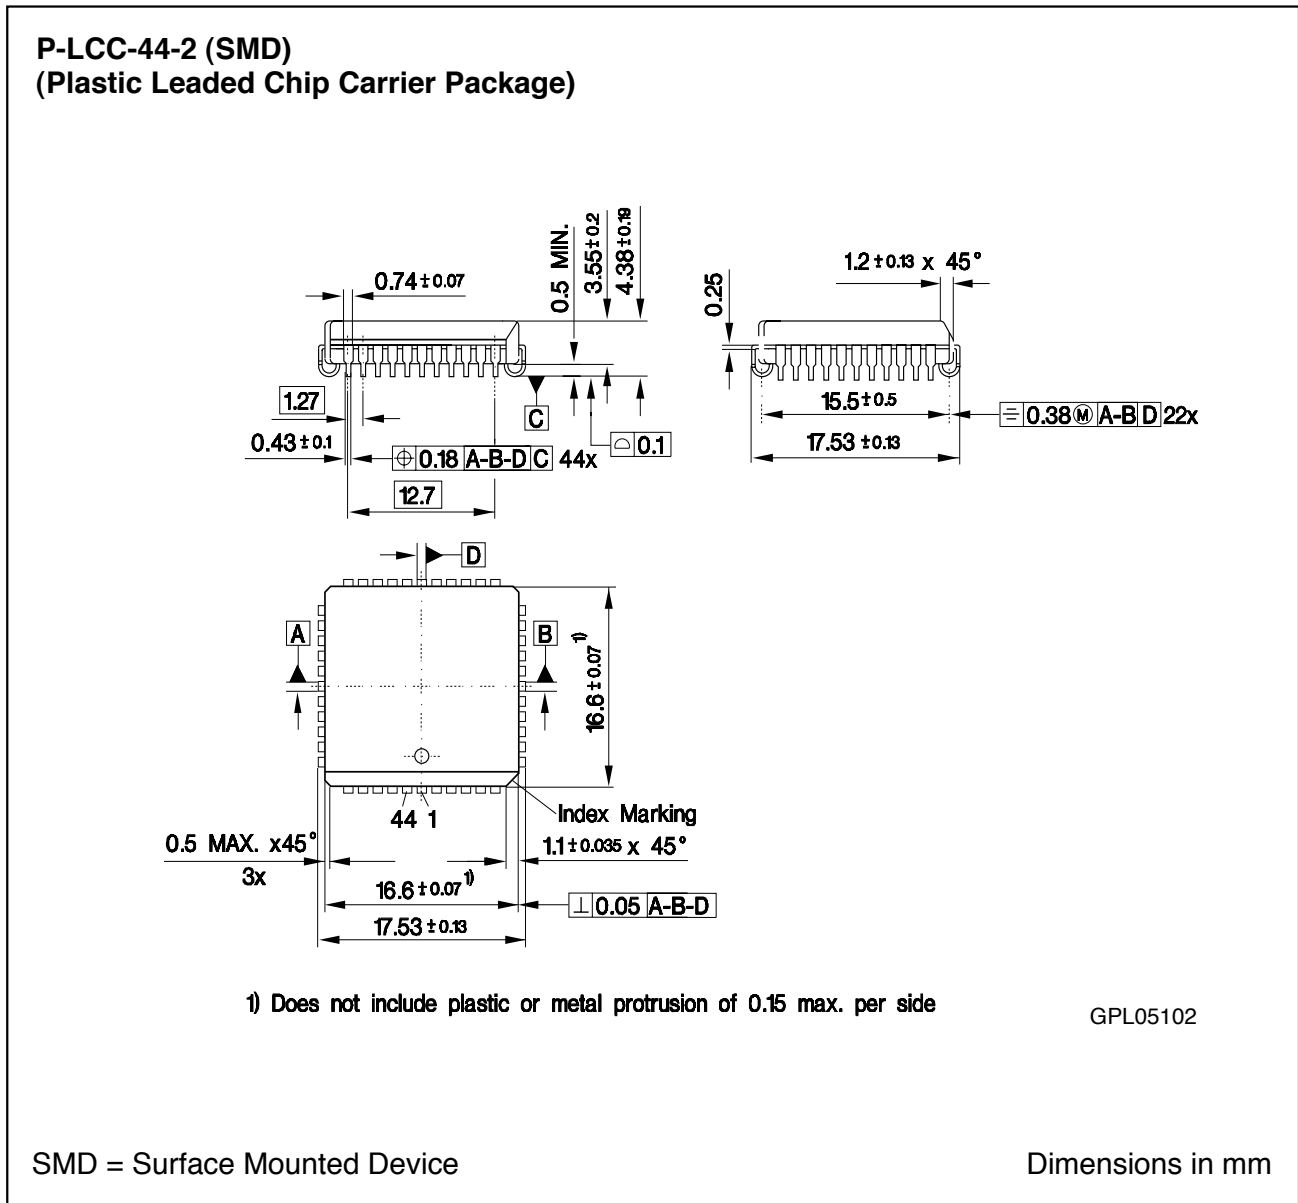 P-LCC-44-2 (SMD)
(Plastic Leaded Chip Carrier Package)
0.74 ±0.07
0.5 MIN.
3.55 ±0.2
4.38 ±0.19
0.25
1.2 ±0.13 x 45°
1.27
C
0.43 ±0.1
⌖ 0.18 A-B-D C 44x
⌓ 0.1
12.7
15.5 ±0.5
⌯ 0.38 Ⓜ A-B D 22x
17.53 ±0.13
D
A
B
16.6 ±0.07 1)
44 1
Index Marking
0.5 MAX. x45°
3x
1.1 ±0.035 x 45°
16.6 ±0.07 1)
⊥ 0.05 A-B-D
17.53 ±0.13
1) Does not include plastic or metal protrusion of 0.15 max. per side
GPL05102
SMD = Surface Mounted Device
Dimensions in mm